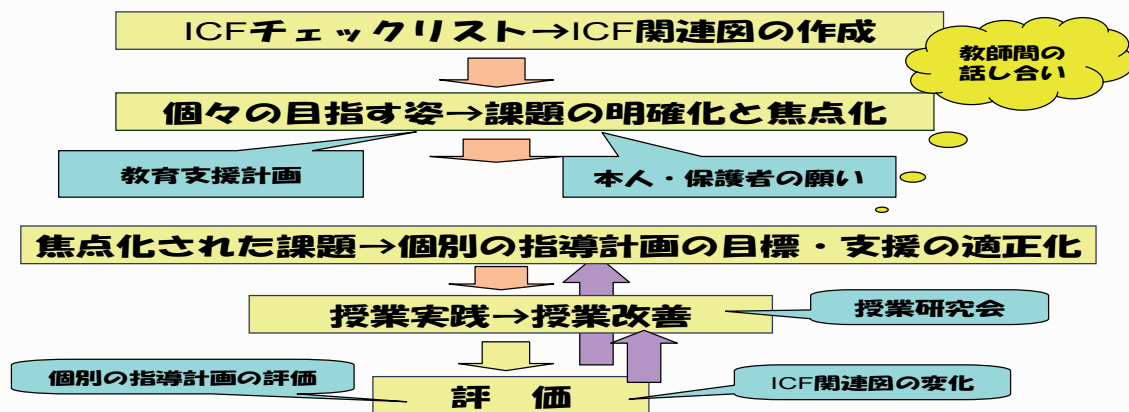 ICFチェックリスト→ICF関連図の作成
教師間の
話し合い
個々の目指す姿→課題の明確化と焦点化
教育支援計画
本人・保護者の願い
焦点化された課題→個別の指導計画の目標・支援の適正化
授業実践→授業改善
授業研究会
個別の指導計画の評価
評 価
ICF関連図の変化